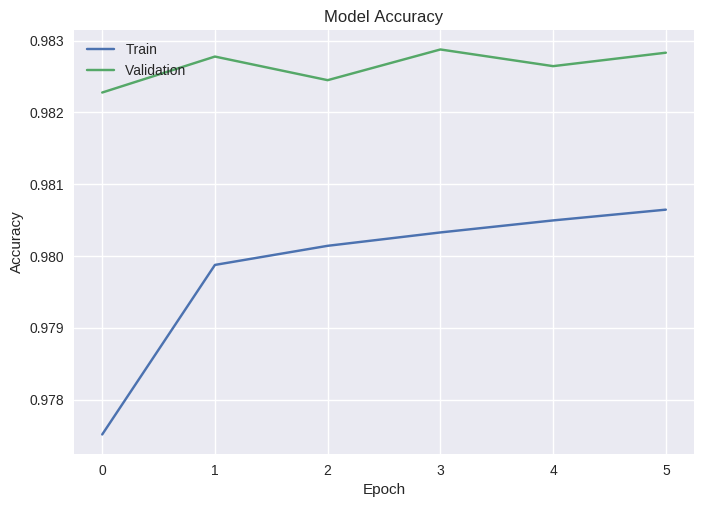 Model Accuracy
Train
Validation
0.983
0.982
0.981
0.980
0.979
0.978
Accuracy
0 1 2 3 4 5
Epoch